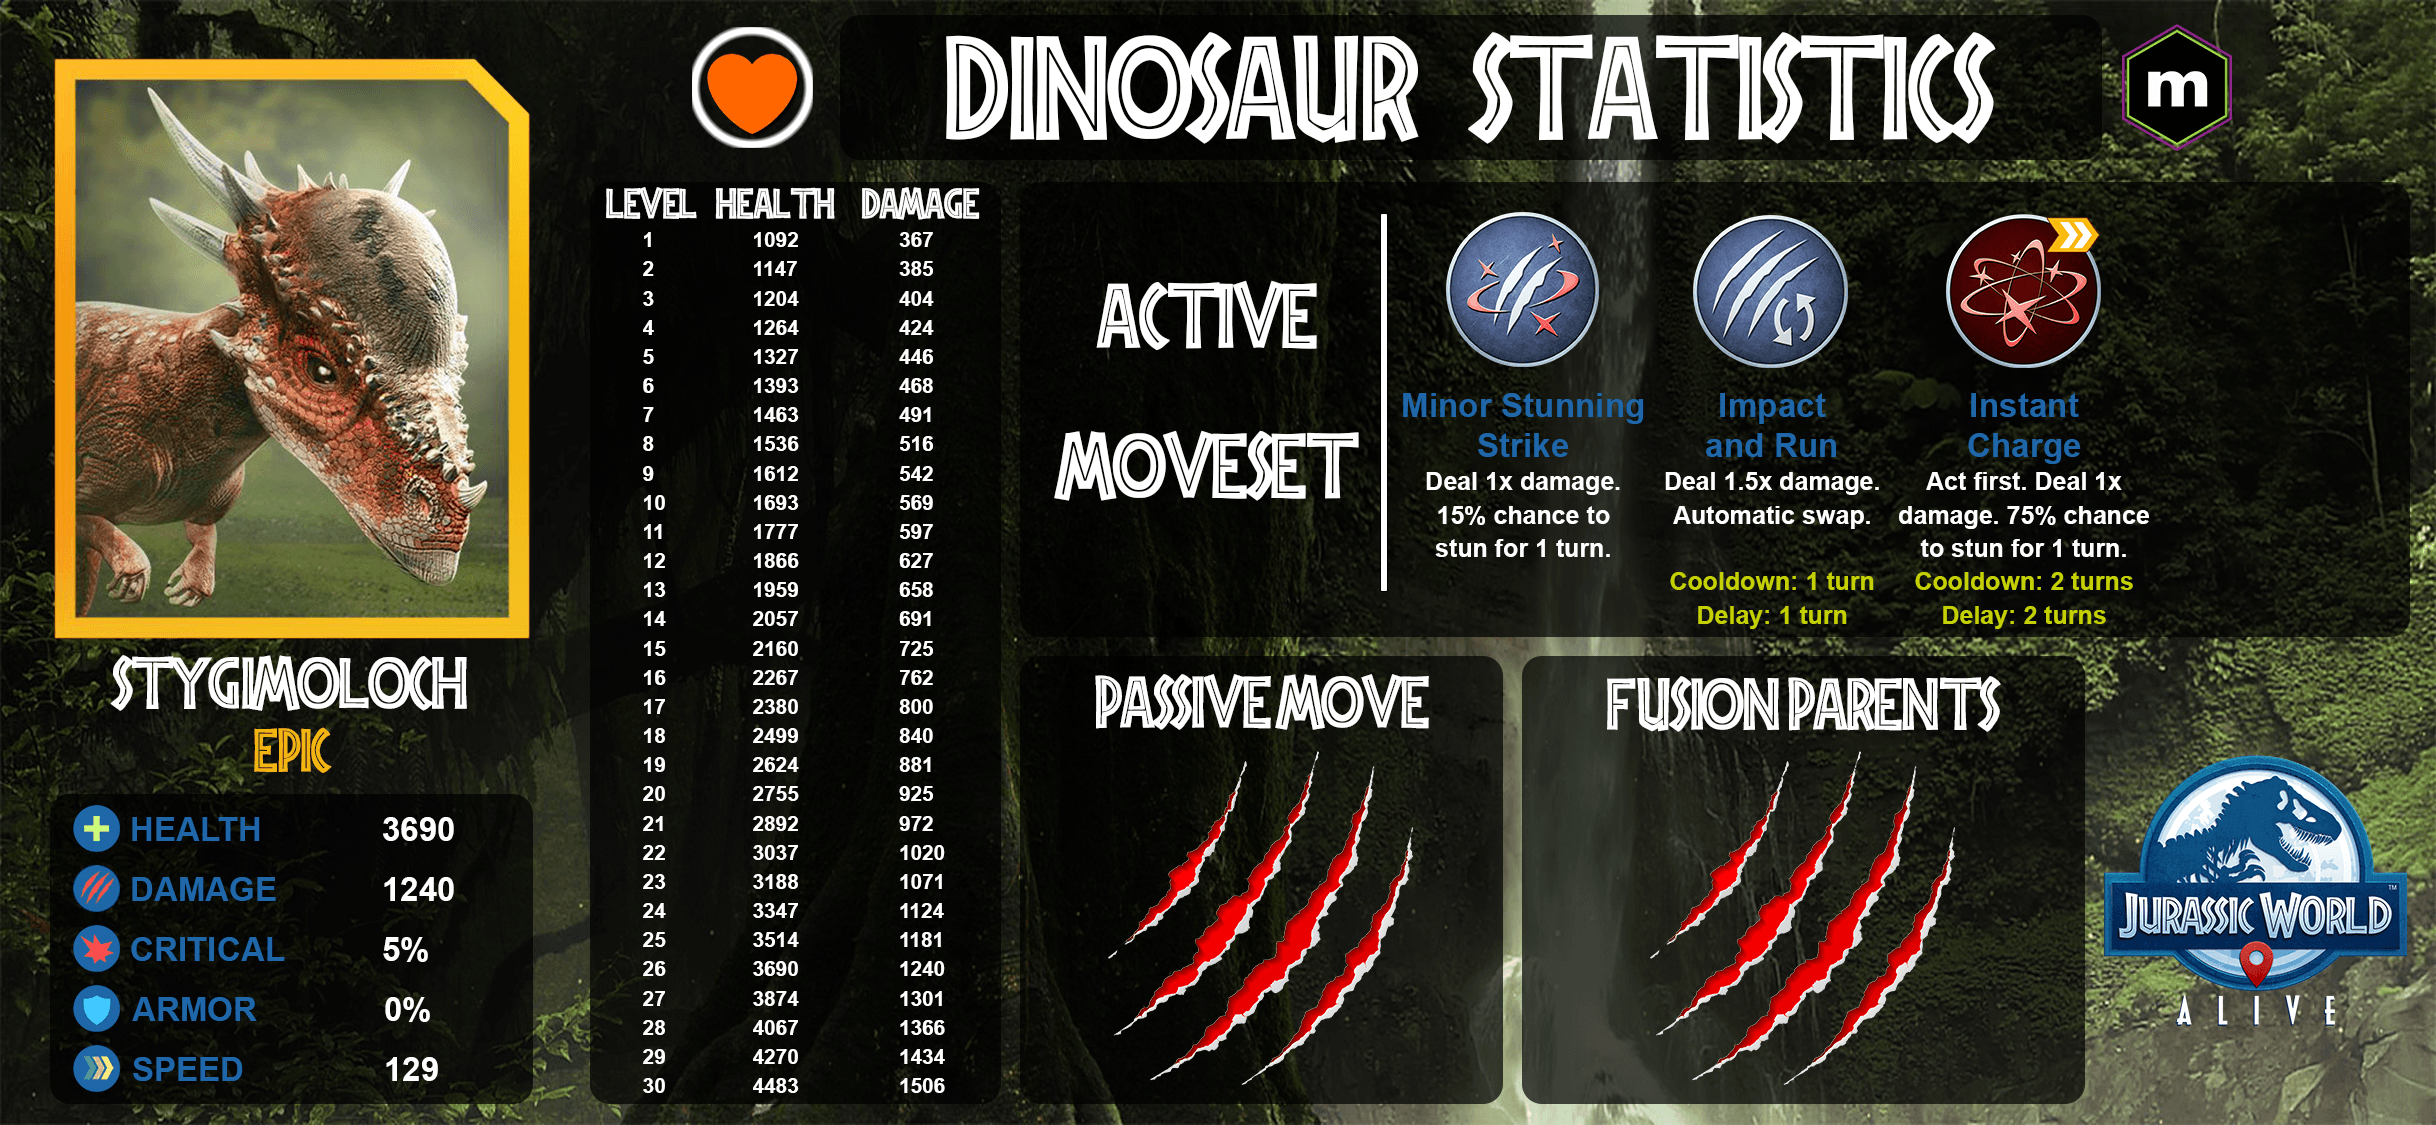 DINOSAUR STATISTICS
m
STYGIMOLOCH
EPIC
HEALTH 3690
DAMAGE 1240
CRITICAL 5%
ARMOR 0%
SPEED 129
LEVEL HEALTH DAMAGE
1 1092 367
2 1147 385
3 1204 404
4 1264 424
5 1327 446
6 1393 468
7 1463 491
8 1536 516
9 1612 542
10 1693 569
11 1777 597
12 1866 627
13 1959 658
14 2057 691
15 2160 725
16 2267 762
17 2380 800
18 2499 840
19 2624 881
20 2755 925
21 2892 972
22 3037 1020
23 3188 1071
24 3347 1124
25 3514 1181
26 3690 1240
27 3874 1301
28 4067 1366
29 4270 1434
30 4483 1506
ACTIVE
MOVESET
Minor Stunning
Strike
Deal 1x damage.
15% chance to
stun for 1 turn.
Impact
and Run
Deal 1.5x damage.
Automatic swap.
Cooldown: 1 turn
Delay: 1 turn
Instant
Charge
Act first. Deal 1x
damage. 75% chance
to stun for 1 turn.
Cooldown: 2 turns
Delay: 2 turns
PASSIVE MOVE
FUSION PARENTS
JURASSIC WORLD
TM
ALIVE